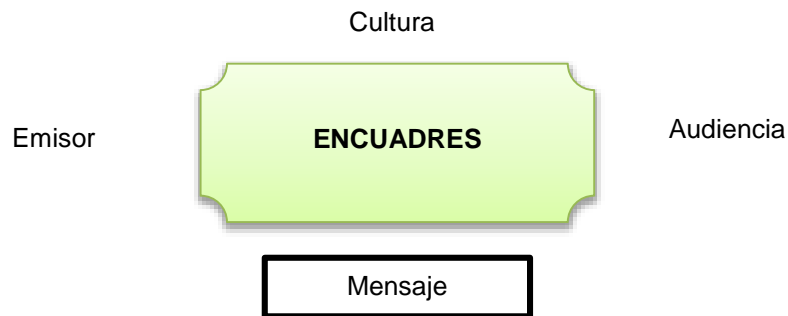 Cultura
Emisor
ENCUADRES
Audiencia
Mensaje